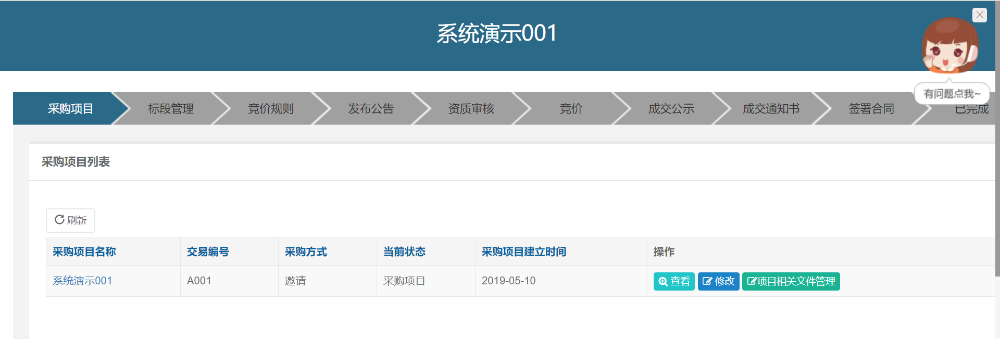 系统演示001
有问题点我~
采购项目 标段管理 竞价规则 发布公告 资质审核 竞价 成交公示 成交通知书 签署合同 已完成
采购项目列表
刷新
采购项目名称 交易编号 采购方式 当前状态 采购项目建立时间 操作
系统演示001 A001 邀请 采购项目 2019-05-10 查看 修改 项目相关文件管理